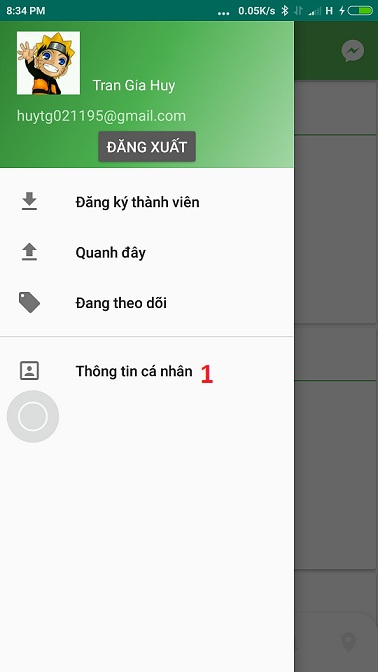 8:34 PM ... 0.05K/s H
Tran Gia Huy
huytg021195@gmail.com
ĐĂNG XUẤT
Đăng ký thành viên
Quanh đây
Đang theo dõi
Thông tin cá nhân 1